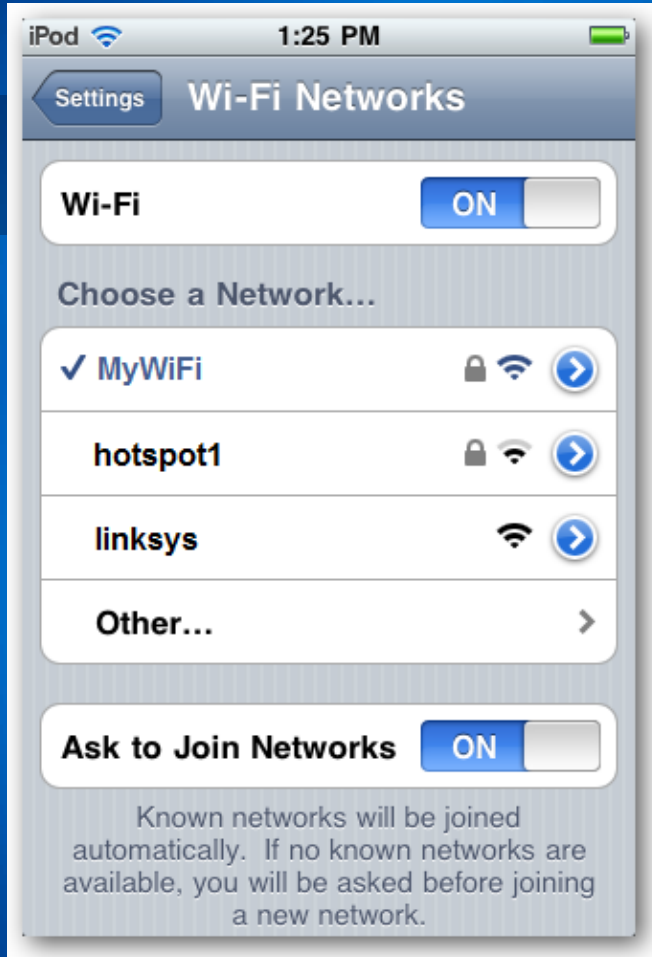 iPod 1:25 PM
Settings Wi-Fi Networks
Wi-Fi ON
Choose a Network...
✓ MyWiFi
hotspot1
linksys
Other...
Ask to Join Networks ON
Known networks will be joined
automatically. If no known networks are
available, you will be asked before joining
a new network.